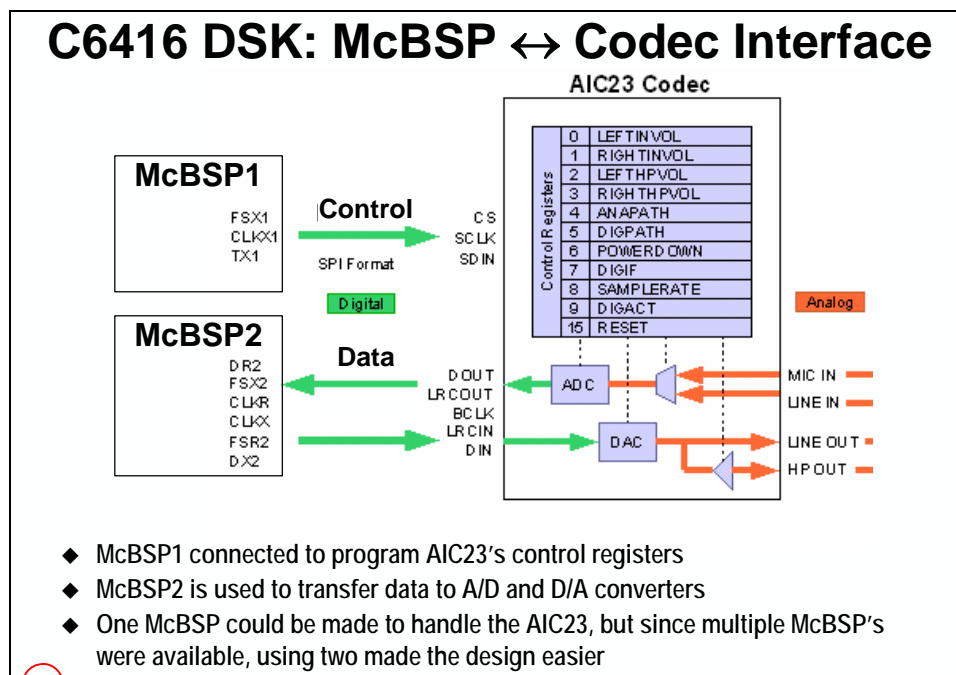 C6416 DSK: McBSP ↔ Codec Interface
AIC23 Codec
McBSP1
FSX1
CLKX1
TX1
Control
SPI Format
CS
SCLK
SDIN
Control Registers
0 LEFTINVOL
1 RIGHTINVOL
2 LEFTHPVOL
3 RIGHTHPVOL
4 ANAPATH
5 DIGPATH
6 POWERDOWN
7 DIGIF
8 SAMPLERATE
9 DIGACT
15 RESET
Digital
Analog
McBSP2
DR2
FSX2
CLKR
CLKX
FSR2
DX2
Data
DOUT
LRCOUT
BCLK
LRCIN
DIN
ADC
DAC
MIC IN
LINE IN
LINE OUT
HP OUT
◆ McBSP1 connected to program AIC23's control registers
◆ McBSP2 is used to transfer data to A/D and D/A converters
◆ One McBSP could be made to handle the AIC23, but since multiple McBSP's
were available, using two made the design easier